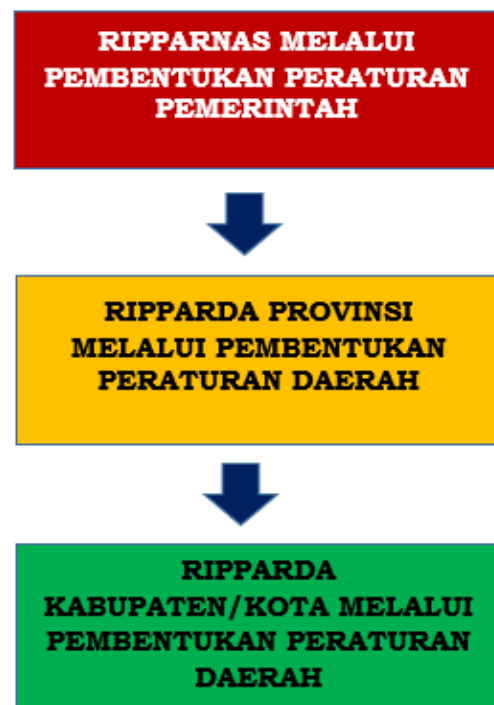 RIPPARNAS MELALUI
PEMBENTUKAN PERATURAN
PEMERINTAH
RIPPARDA PROVINSI
MELALUI PEMBENTUKAN
PERATURAN DAERAH
RIPPARDA
KABUPATEN/KOTA MELALUI
PEMBENTUKAN PERATURAN
DAERAH